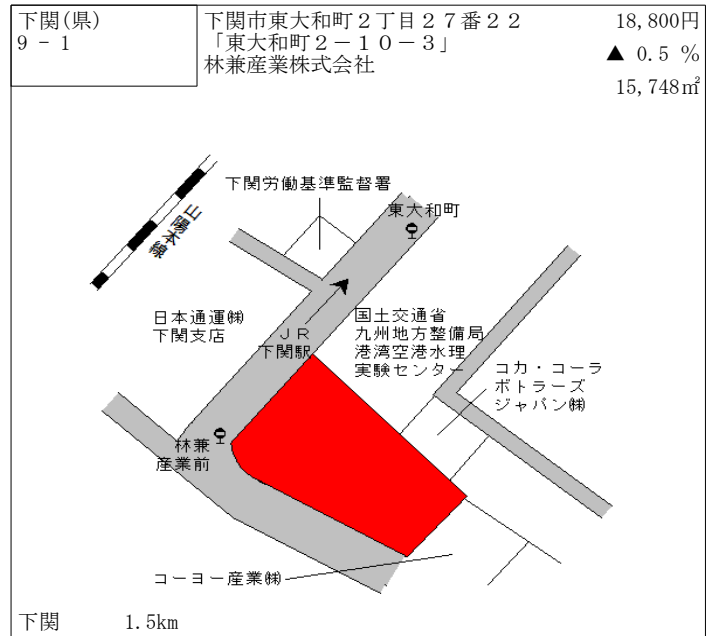 下関(県)
9 - 1
下関市東大和町２丁目２７番２２
「東大和町２－１０－３」
林兼産業株式会社
18,800円
▲ 0.5 %
15,748㎡
下関労働基準監督署
東大和町
山陽本線
日本通運㈱
下関支店
ＪＲ
下関駅
国土交通省
九州地方整備局
港湾空港水理
実験センター
コカ・コーラ
ボトラーズ
ジャパン㈱
林兼
産業前
コーヨー産業㈱
下関 1.5km